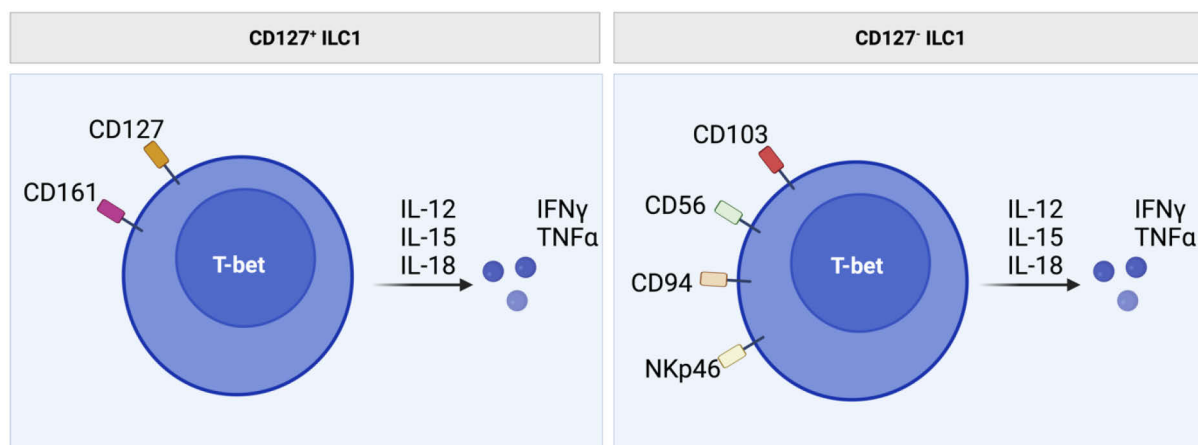 CD127⁺ ILC1
CD127
CD161
T-bet
IL-12
IL-15
IL-18
IFNγ
TNFα
CD127⁻ ILC1
CD103
CD56
CD94
NKp46
T-bet
IL-12
IL-15
IL-18
IFNγ
TNFα